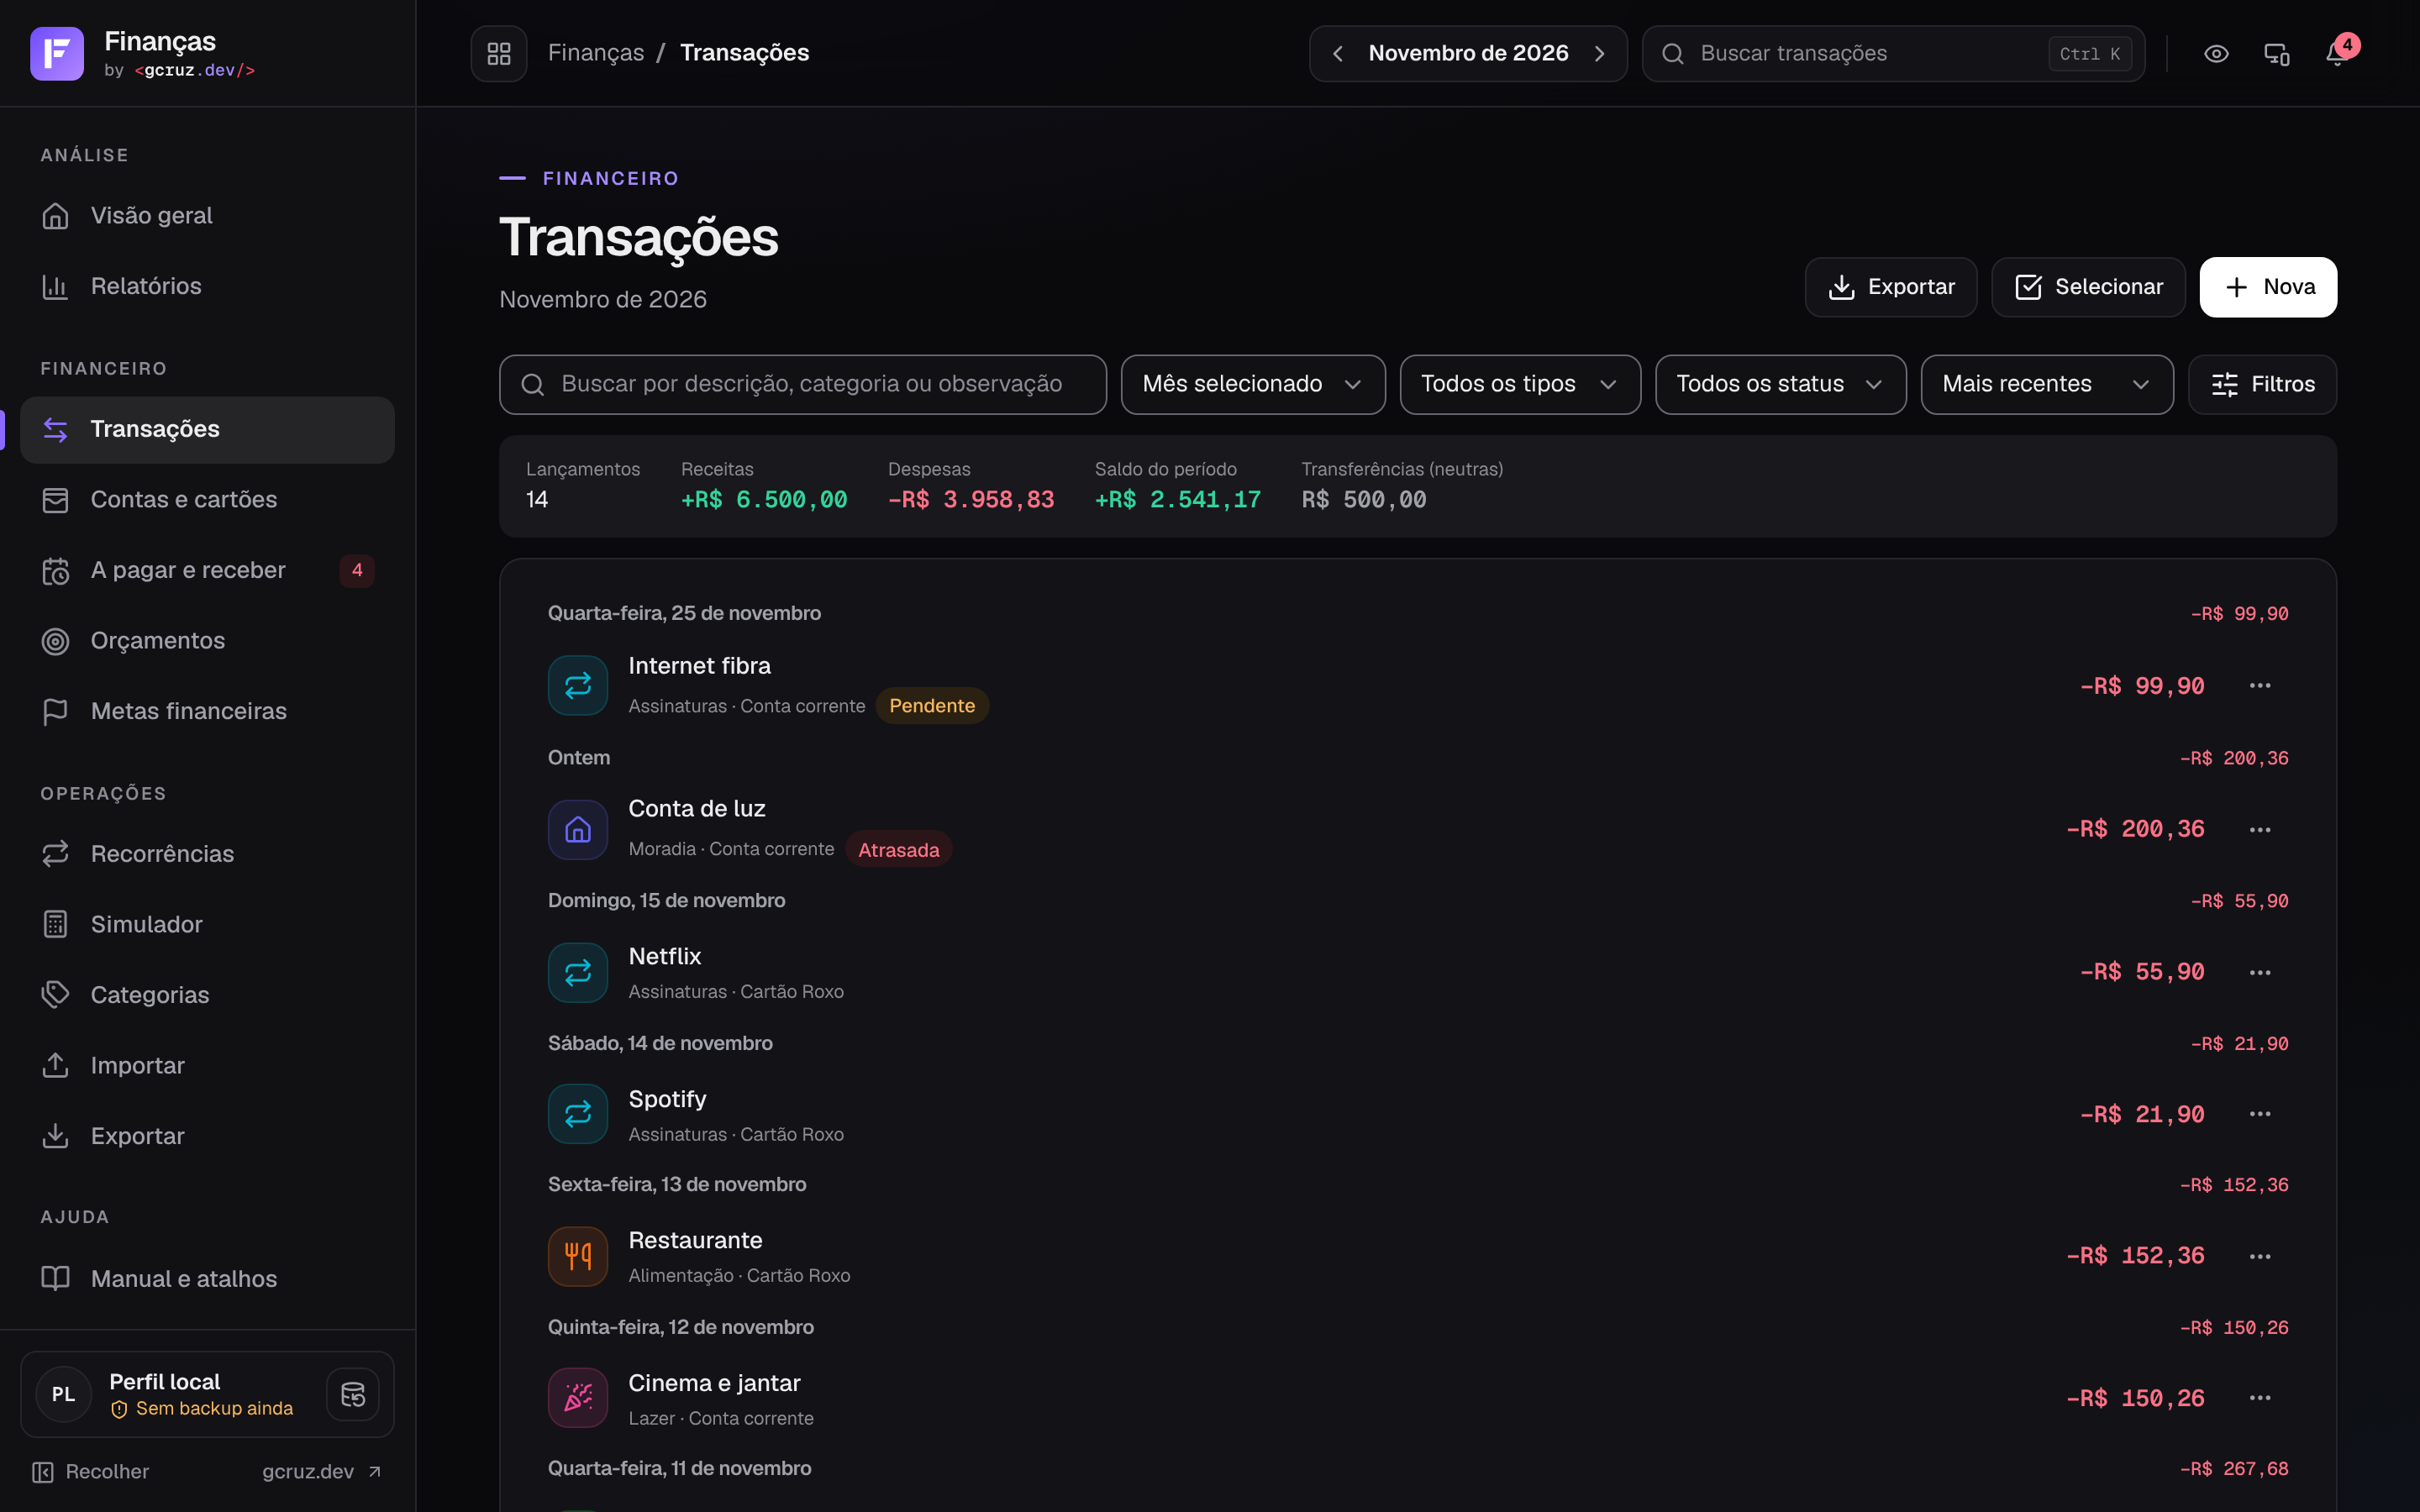 Finanças
by <gcruz.dev/>
ANÁLISE
Visão geral
Relatórios
FINANCEIRO
Transações
Contas e cartões
A pagar e receber 4
Orçamentos
Metas financeiras
OPERAÇÕES
Recorrências
Simulador
Categorias
Importar
Exportar
AJUDA
Manual e atalhos
PL
Perfil local
Sem backup ainda
Recolher gcruz.dev
Finanças / Transações
Novembro de 2026
Buscar transações Ctrl K
4
FINANCEIRO
Transações
Novembro de 2026
Exportar
Selecionar
Nova
Buscar por descrição, categoria ou observação
Mês selecionado
Todos os tipos
Todos os status
Mais recentes
Filtros
Lançamentos
14
Receitas
+R$ 6.500,00
Despesas
−R$ 3.958,83
Saldo do período
+R$ 2.541,17
Transferências (neutras)
R$ 500,00
Quarta-feira, 25 de novembro −R$ 99,90
Internet fibra
Assinaturas · Conta corrente Pendente
−R$ 99,90
Ontem −R$ 200,36
Conta de luz
Moradia · Conta corrente Atrasada
−R$ 200,36
Domingo, 15 de novembro −R$ 55,90
Netflix
Assinaturas · Cartão Roxo
−R$ 55,90
Sábado, 14 de novembro −R$ 21,90
Spotify
Assinaturas · Cartão Roxo
−R$ 21,90
Sexta-feira, 13 de novembro −R$ 152,36
Restaurante
Alimentação · Cartão Roxo
−R$ 152,36
Quinta-feira, 12 de novembro −R$ 150,26
Cinema e jantar
Lazer · Conta corrente
−R$ 150,26
Quarta-feira, 11 de novembro −R$ 267,68